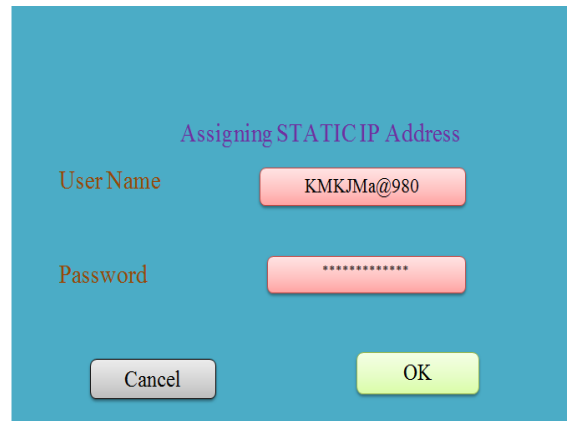 Assigning STATIC IP Address
User Name KMKJMa@980
Password *************
Cancel OK